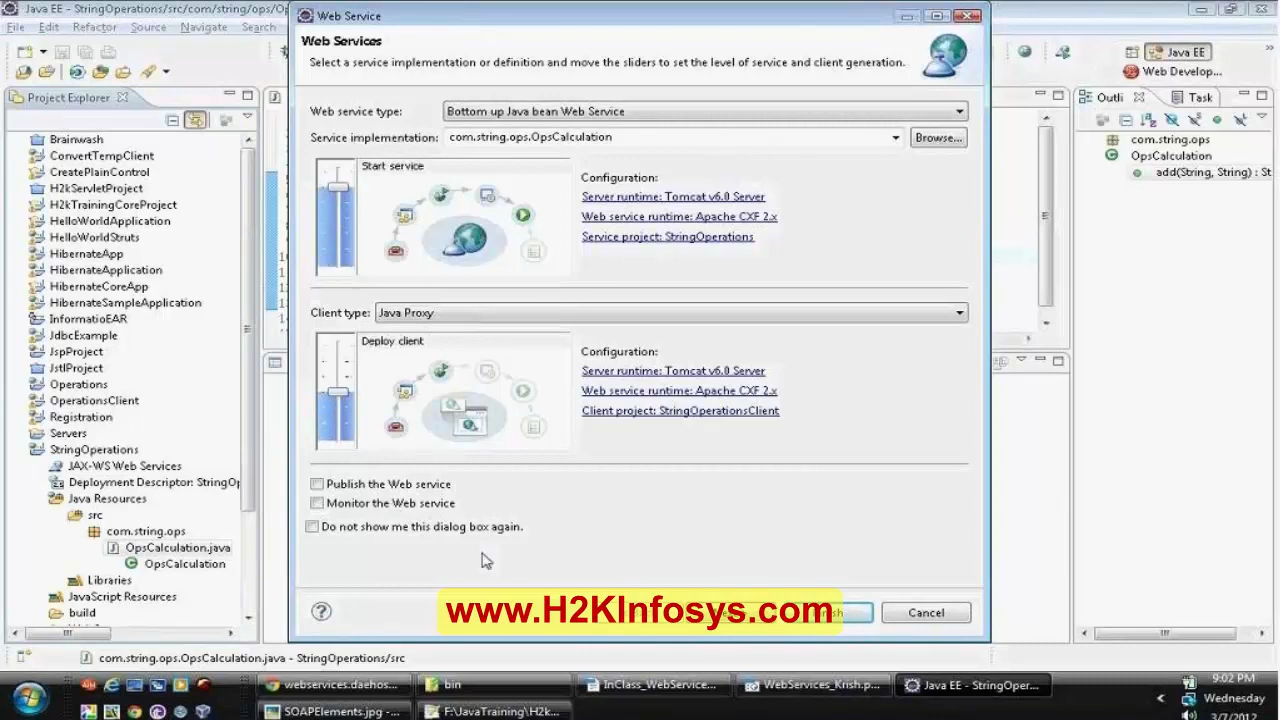 Java EE - StringOperations/src/com/string/ops/O
Web Service
File Edit Refactor Source Navigate Search
Web Services
Select a service implementation or definition and move the sliders to set the level of service and client generation.
Java EE
Web Develop...
Project Explorer
Outli
Task
Web service type: Bottom up Java bean Web Service
Service implementation: com.string.ops.OpsCalculation Browse...
Start service
Configuration:
Server runtime: Tomcat v6.0 Server
Web service runtime: Apache CXF 2.x
Service project: StringOperations
Client type: Java Proxy
Deploy client
Configuration:
Server runtime: Tomcat v6.0 Server
Web service runtime: Apache CXF 2.x
Client project: StringOperationsClient
Publish the Web service
Monitor the Web service
Do not show me this dialog box again.
Cancel
www.H2KInfosys.com
Brainwash
ConvertTempClient
CreatePlainControl
H2kServletProject
H2kTrainingCoreProject
HelloWorldApplication
HelloWorldStruts
HibernateApp
HibernateApplication
HibernateCoreApp
HibernateSampleApplication
InformatioEAR
JdbcExample
JspProject
JstlProject
Operations
OperationsClient
Registration
Servers
StringOperations
JAX-WS Web Services
Deployment Descriptor: StringOp
Java Resources
src
com.string.ops
OpsCalculation.java
OpsCalculation
Libraries
JavaScript Resources
build
com.string.ops
OpsCalculation
add(String, String) : St
com.string.ops.OpsCalculation.java - StringOperations/src
webservices.daehos...
bin
InClass_WebService...
WebServices_Krish.p...
Java EE - StringOper...
SOAPElements.jpg - ...
F:\JavaTraining\H2k...
9:02 PM
Wednesday
3/7/2012